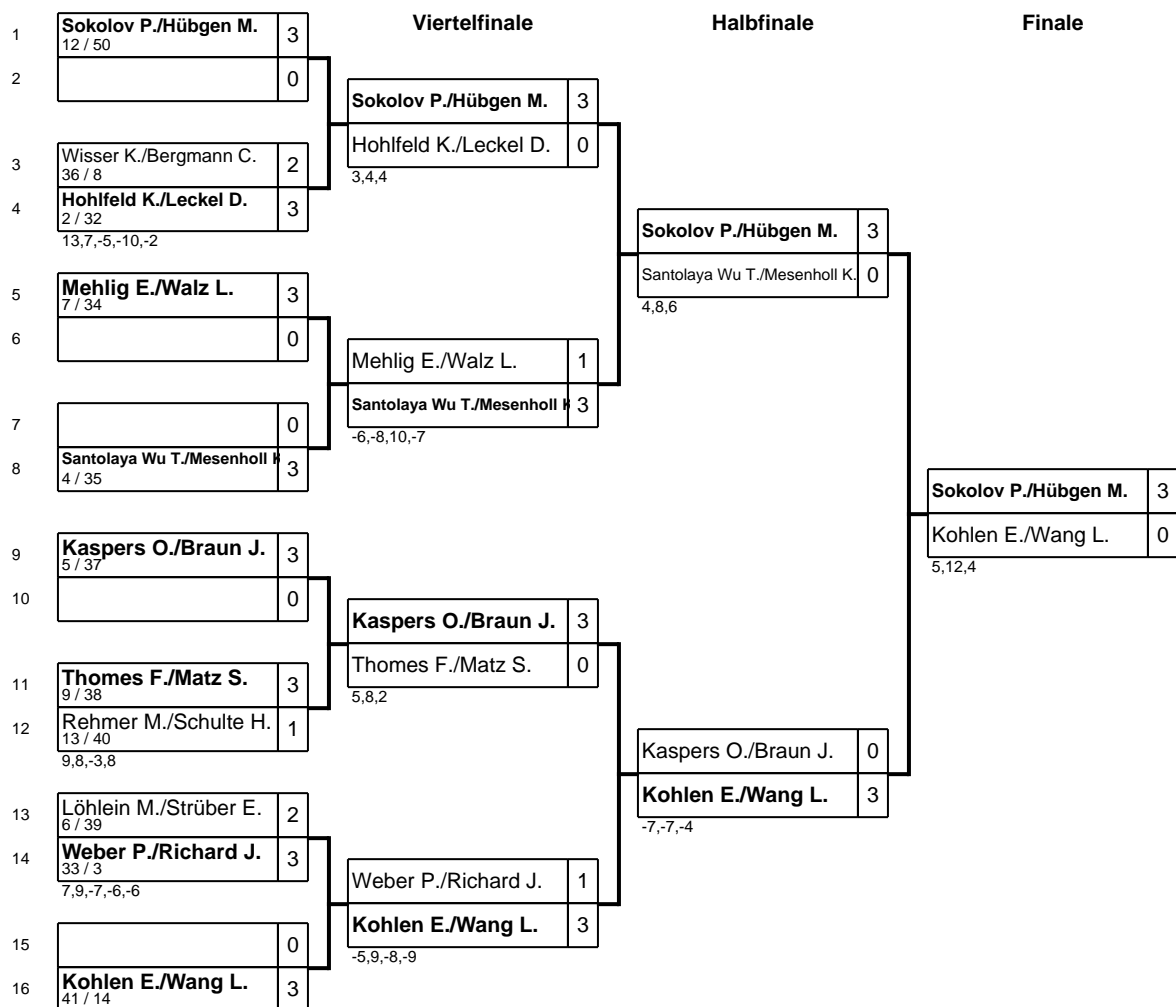 Viertelfinale
Halbfinale
Finale
1 Sokolov P./Hübgen M. 3
12 / 50
2 0
3 Wisser K./Bergmann C. 2
36 / 8
4 Hohlfeld K./Leckel D. 3
2 / 32
13,7,-5,-10,-2
5 Mehlig E./Walz L. 3
7 / 34
6 0
7 0
8 Santolaya Wu T./Mesenholl 3
4 / 35
9 Kaspers O./Braun J. 3
5 / 37
10 0
11 Thomes F./Matz S. 3
9 / 38
12 Rehmer M./Schulte H. 1
13 / 40
9,8,-3,8
13 Löhlein M./Strüber E. 2
6 / 39
14 Weber P./Richard J. 3
33 / 3
7,9,-7,-6,-6
15 0
16 Kohlen E./Wang L. 3
41 / 14
Sokolov P./Hübgen M. 3
Hohlfeld K./Leckel D. 0
3,4,4
Mehlig E./Walz L. 1
Santolaya Wu T./Mesenholl 3
-6,-8,10,-7
Kaspers O./Braun J. 3
Thomes F./Matz S. 0
5,8,2
Weber P./Richard J. 1
Kohlen E./Wang L. 3
-5,9,-8,-9
Sokolov P./Hübgen M. 3
Santolaya Wu T./Mesenholl K. 0
4,8,6
Kaspers O./Braun J. 0
Kohlen E./Wang L. 3
-7,-7,-4
Sokolov P./Hübgen M. 3
Kohlen E./Wang L. 0
5,12,4